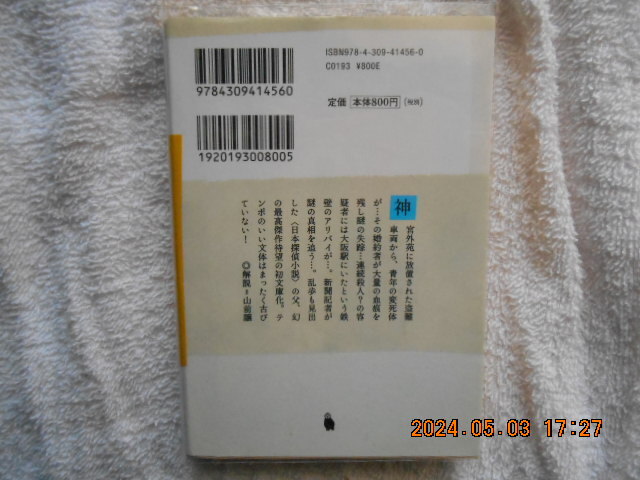 ISBN978-4-309-41456-0
C0193 ¥800E
9784309414560
定価 本体800円 (税別)
1920193008005
神宮外苑に放置された盗難
車両から、青年の変死体
が…その婚約者が大量の血痕を
残し謎の失踪…連続殺人？の容
疑者には大阪駅にいたという鉄
壁のアリバイが…。新聞記者が
謎の真相を追う…。乱歩も見出
した〈日本探偵小説〉の父、幻
の最高傑作待望の初文庫化。テ
ンポのいい文体はまったく古び
ていない！ ◎解説＝山前譲
2024.05.03 17:27